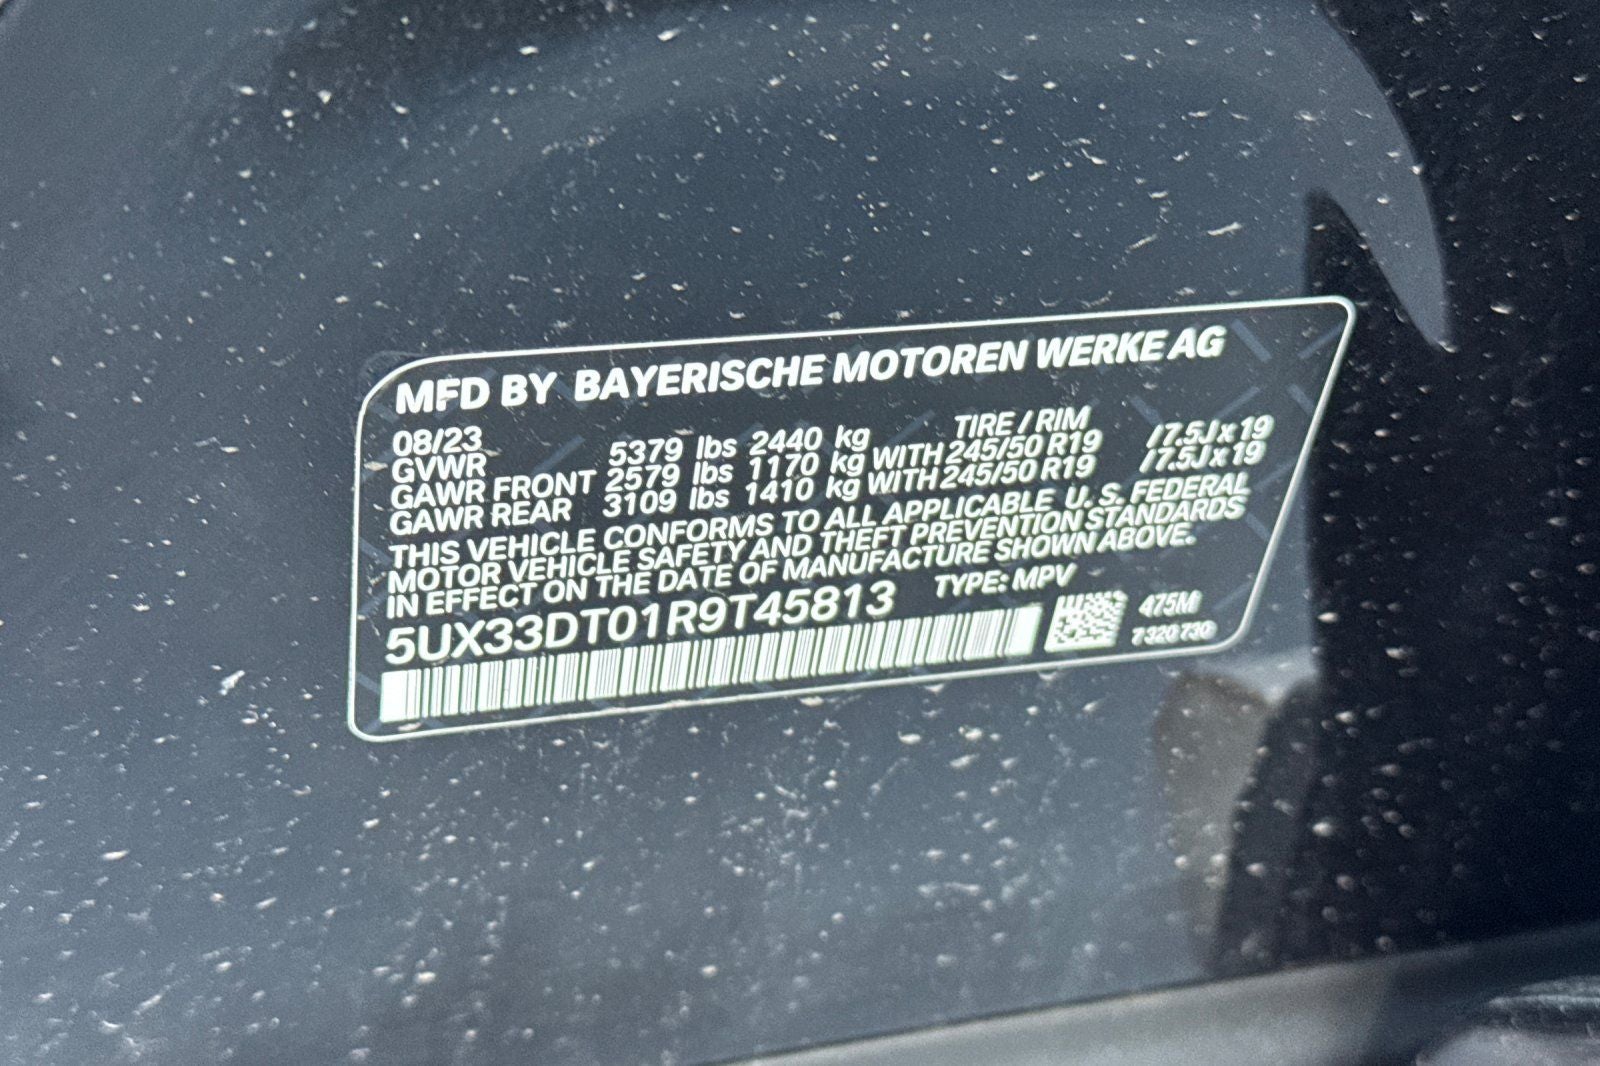 MFD BY BAYERISCHE MOTOREN WERKE AG
08/23 TIRE / RIM
GVWR 5379 lbs 2440 kg
GAWR FRONT 2579 lbs 1170 kg WITH 245/50 R19 / 7.5J x 19
GAWR REAR 3109 lbs 1410 kg WITH 245/50 R19 / 7.5J x 19
THIS VEHICLE CONFORMS TO ALL APPLICABLE U. S. FEDERAL
MOTOR VEHICLE SAFETY AND THEFT PREVENTION STANDARDS
IN EFFECT ON THE DATE OF MANUFACTURE SHOWN ABOVE.
5UX33DT01R9T45813 TYPE: MPV
475M
7 320 730